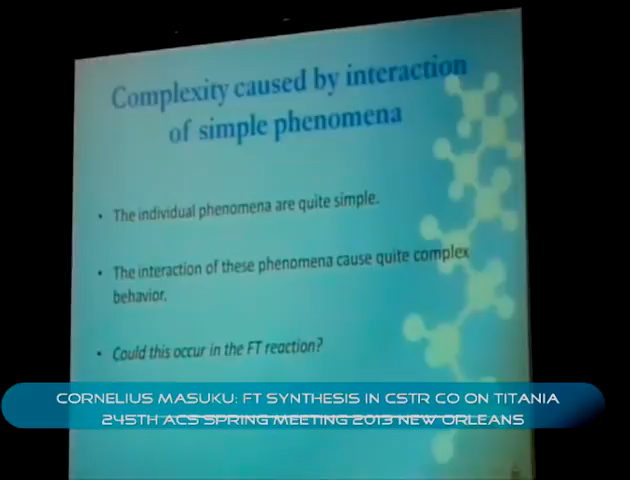 Complexity caused by interaction
of simple phenomena
• The individual phenomena are quite simple.
• The interaction of these phenomena cause quite complex
behavior.
• Could this occur in the FT reaction?
CORNELIUS MASUKU: FT SYNTHESIS IN CSTR CO ON TITANIA
245TH ACS SPRING MEETING 2013 NEW ORLEANS